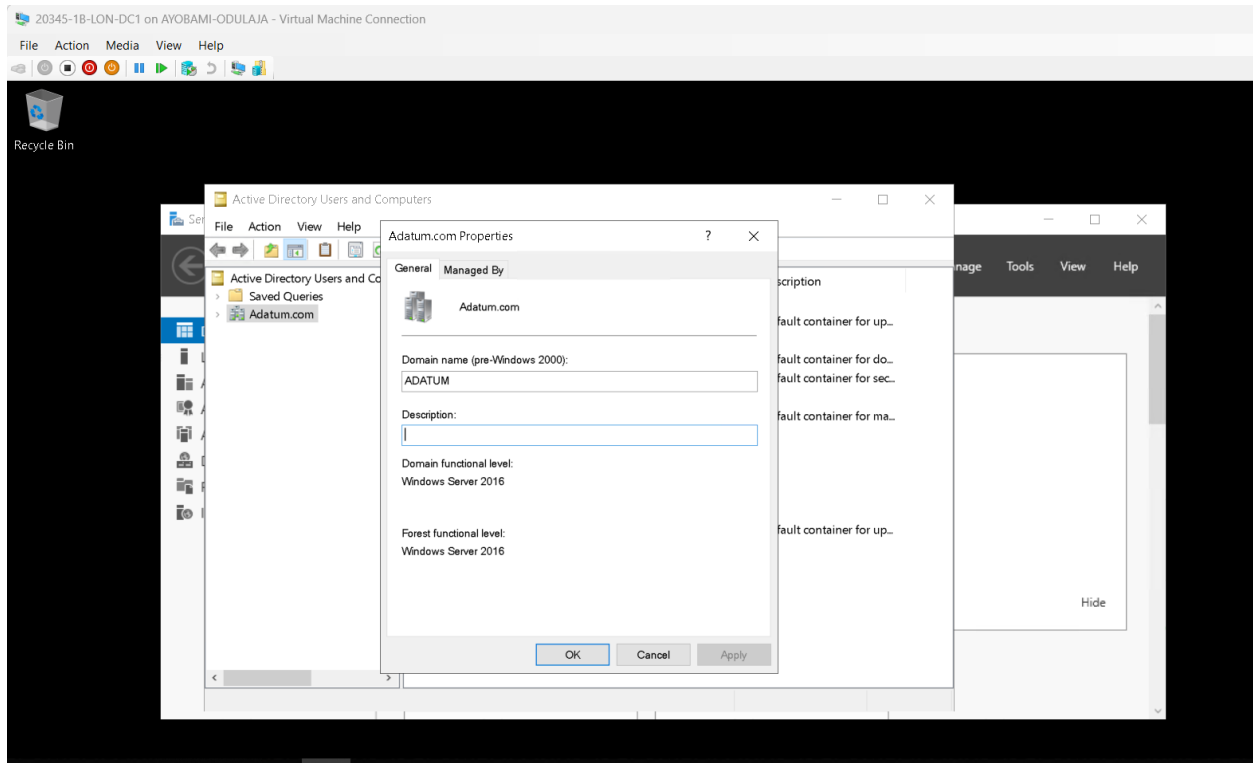 20345-1B-LON-DC1 on AYOBAMI-ODULAJA - Virtual Machine Connection
File Action Media View Help
Recycle Bin
Active Directory Users and Computers
Ser
File Action View Help
Adatum.com Properties
? 
nage Tools View Help
General Managed By
Active Directory Users and Co
Saved Queries
Adatum.com
Adatum.com
scription
fault container for up...
Domain name (pre-Windows 2000):
ADATUM
fault container for do...
fault container for sec...
Description:
fault container for ma...
Domain functional level:
Windows Server 2016
Forest functional level:
Windows Server 2016
fault container for up...
Hide
OK Cancel Apply